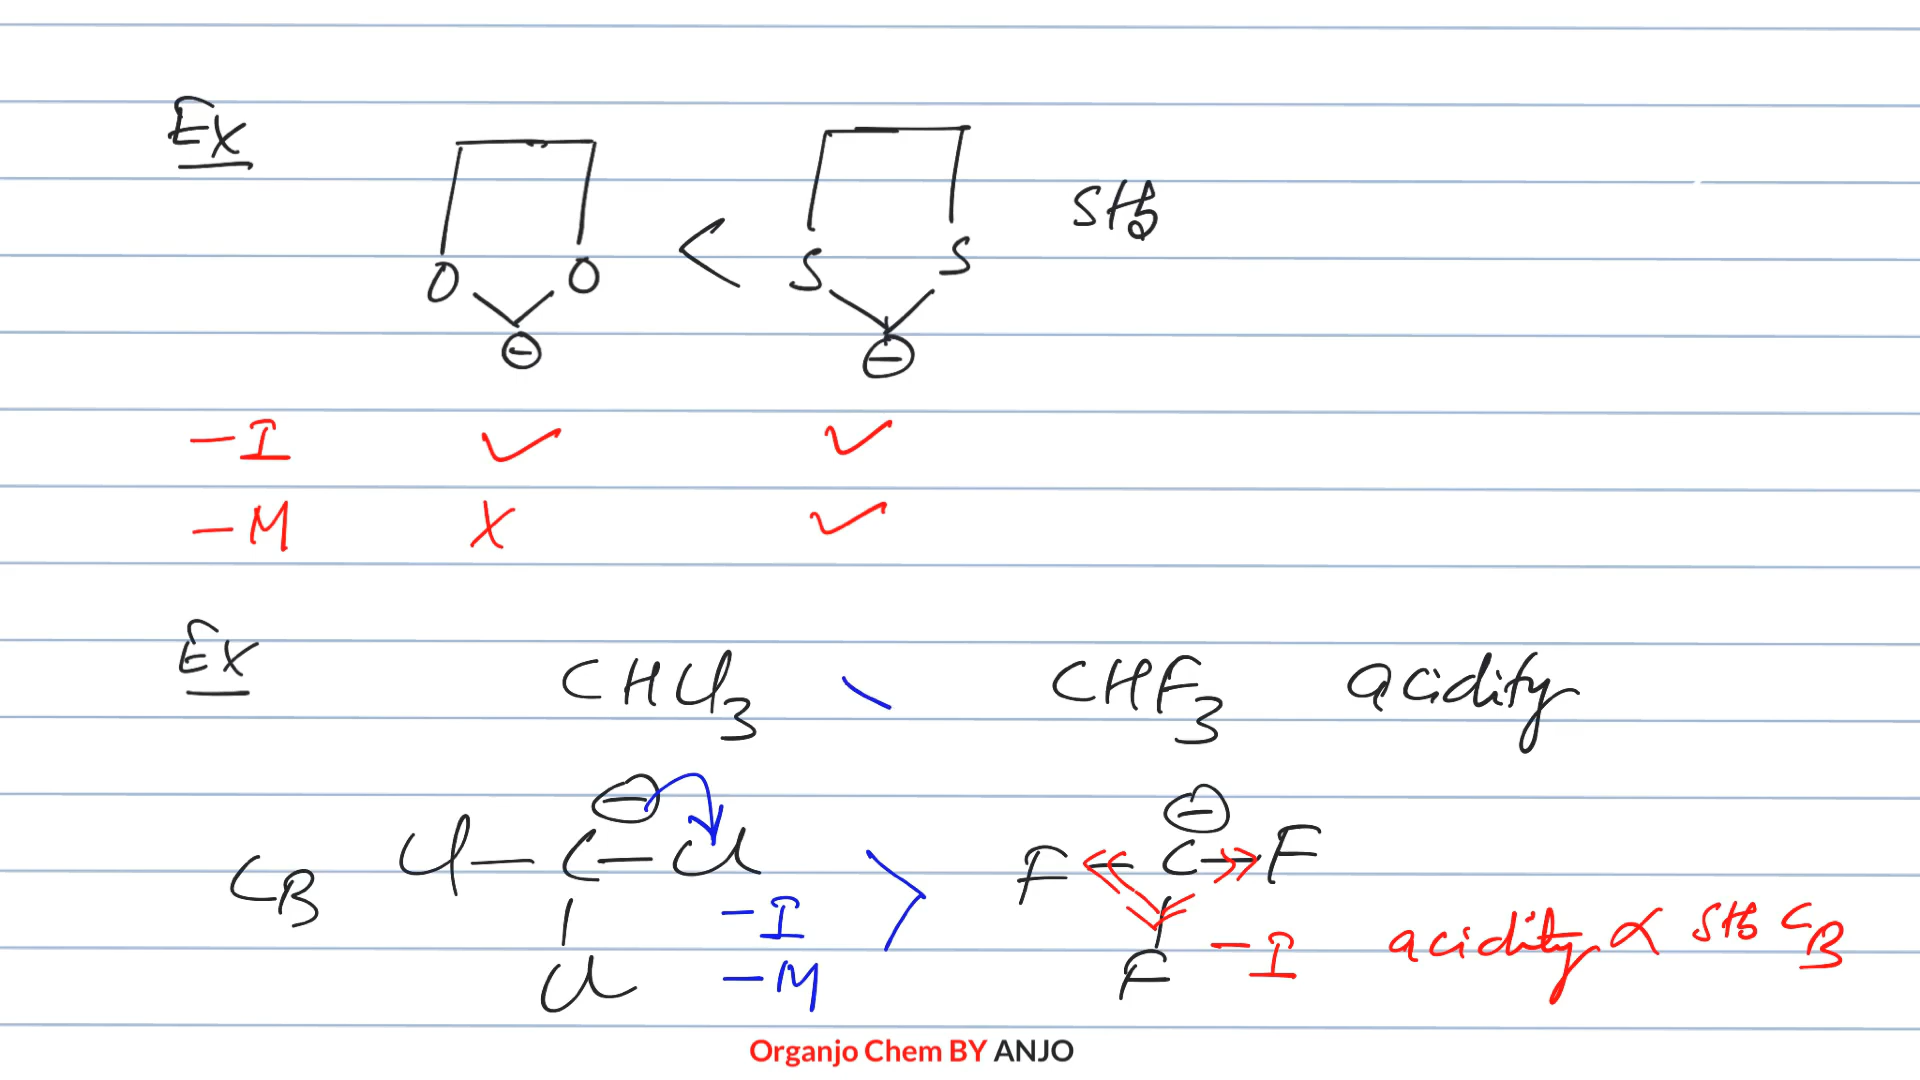 Ex
O O < S S stb
⊖ ⊖
-I ✓ ✓
-M X ✓
Ex CHCl3 \ CHF3 acidity
⊖ ⊖
CB Cl-C-Cl > F-C-F
-I acidity ∝ stb CB
Cl -M F -I
Organjo Chem BY ANJO